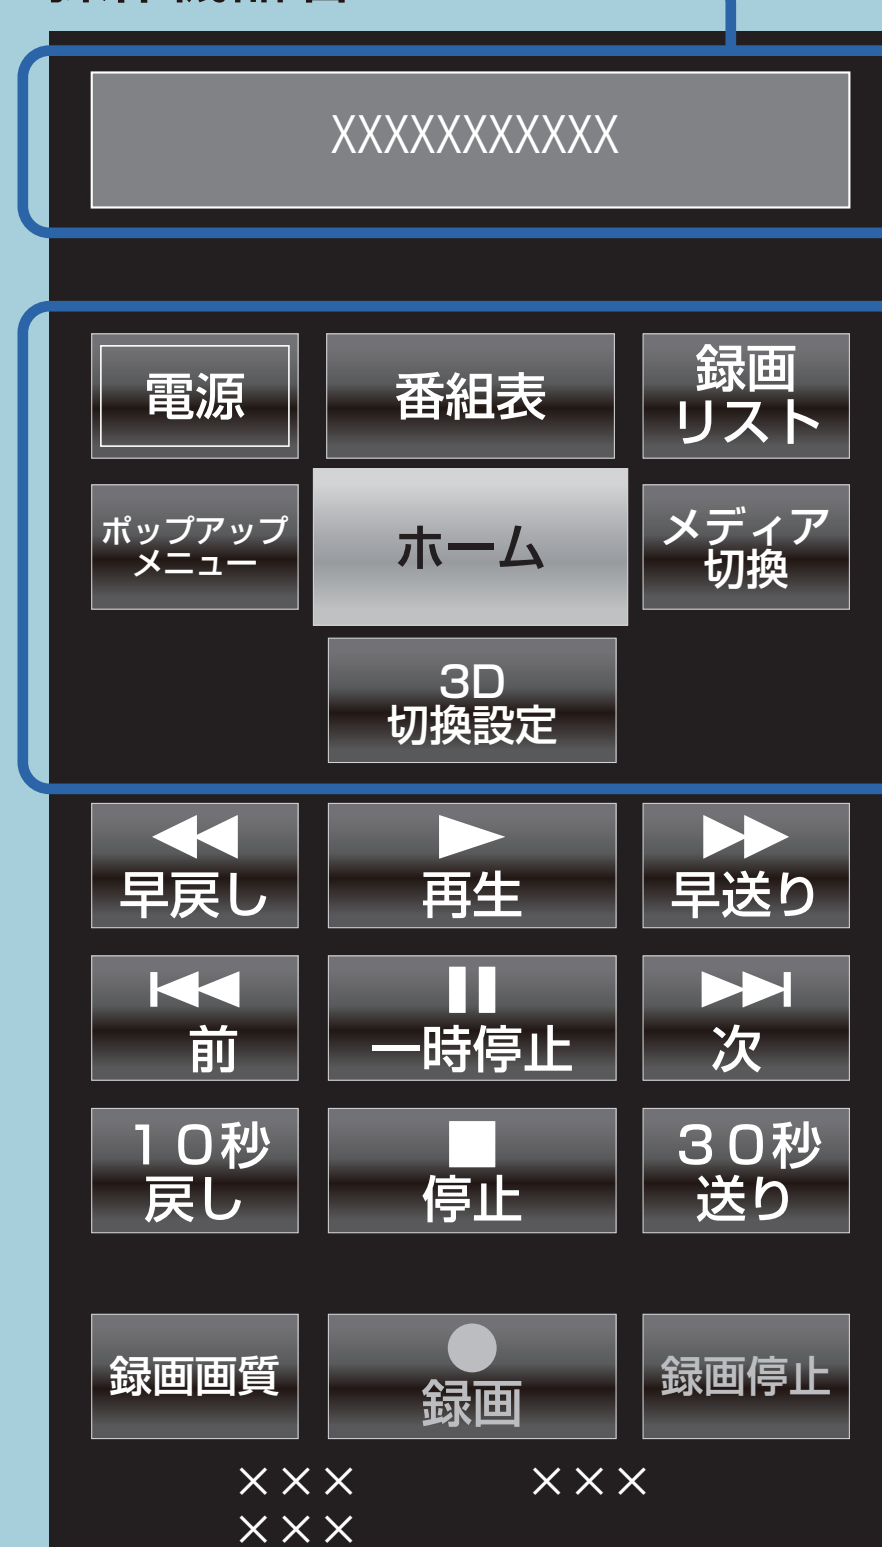 XXXXXXXXXXX
電源
番組表
録画
リスト
ポップアップ
メニュー
ホーム
メディア
切換
3D
切換設定
早戻し
再生
早送り
前
一時停止
次
１０秒
戻し
停止
３０秒
送り
録画画質
録画
録画停止
××× ×××
×××